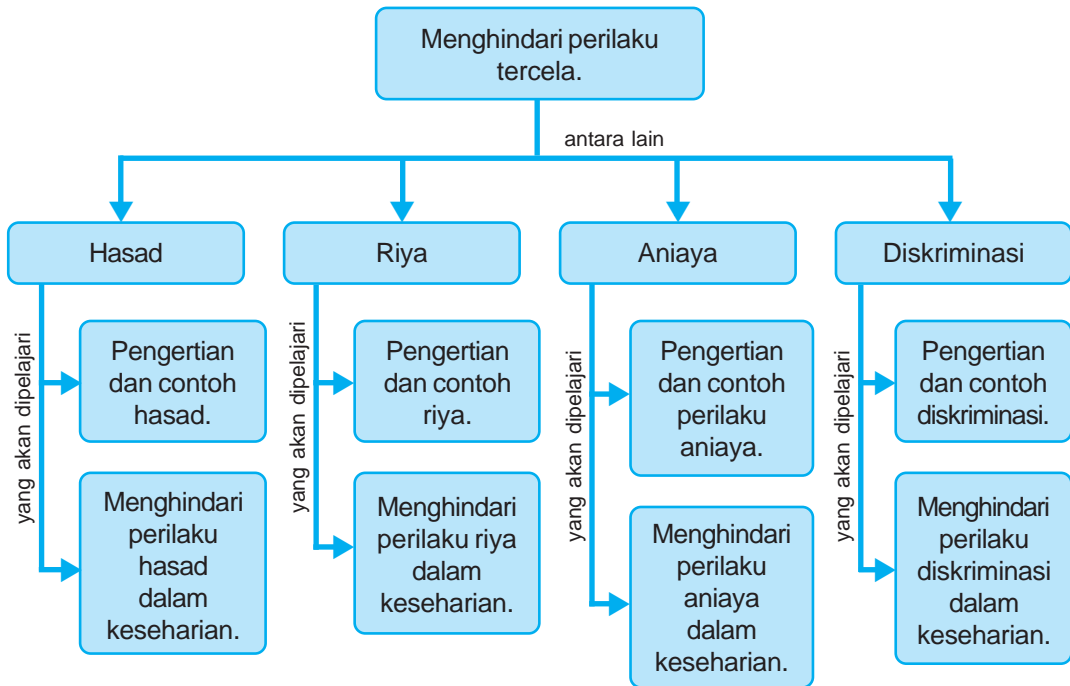 Menghindari perilaku
tercela.
antara lain
Hasad
Riya
Aniaya
Diskriminasi
yang akan dipelajari
Pengertian
dan contoh
hasad.
Menghindari
perilaku
hasad
dalam
keseharian.
yang akan dipelajari
Pengertian
dan contoh
riya.
Menghindari
perilaku riya
dalam
keseharian.
yang akan dipelajari
Pengertian
dan contoh
perilaku
aniaya.
Menghindari
perilaku
aniaya
dalam
keseharian.
yang akan dipelajari
Pengertian
dan contoh
diskriminasi.
Menghindari
perilaku
diskriminasi
dalam
keseharian.